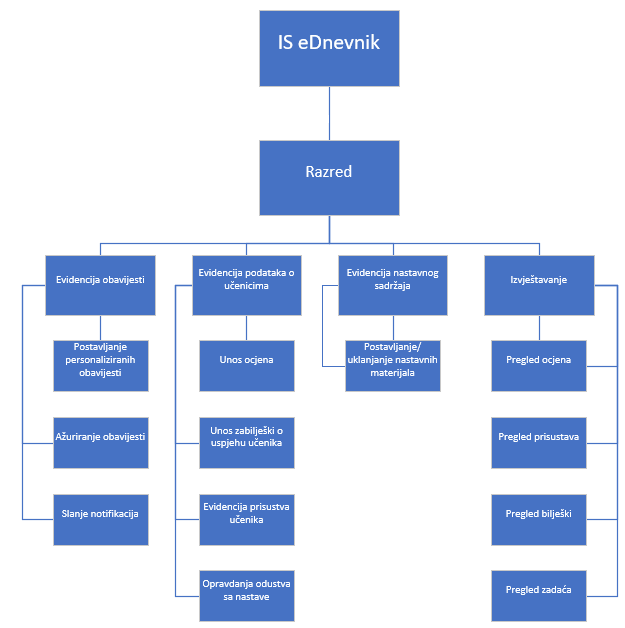 IS eDnevnik
Razred
Evidencija obavijesti
Evidencija podataka o
učenicima
Evidencija nastavnog
sadržaja
Izvještavanje
Postavljanje
personaliziranih
obavijesti
Unos ocjena
Postavljanje/
uklanjanje nastavnih
materijala
Pregled ocjena
Ažuriranje obavijesti
Unos zabilješki o
uspjehu učenika
Pregled prisustava
Slanje notifikacija
Evidencija prisustva
učenika
Pregled bilješki
Opravdanja odustva
sa nastave
Pregled zadaća